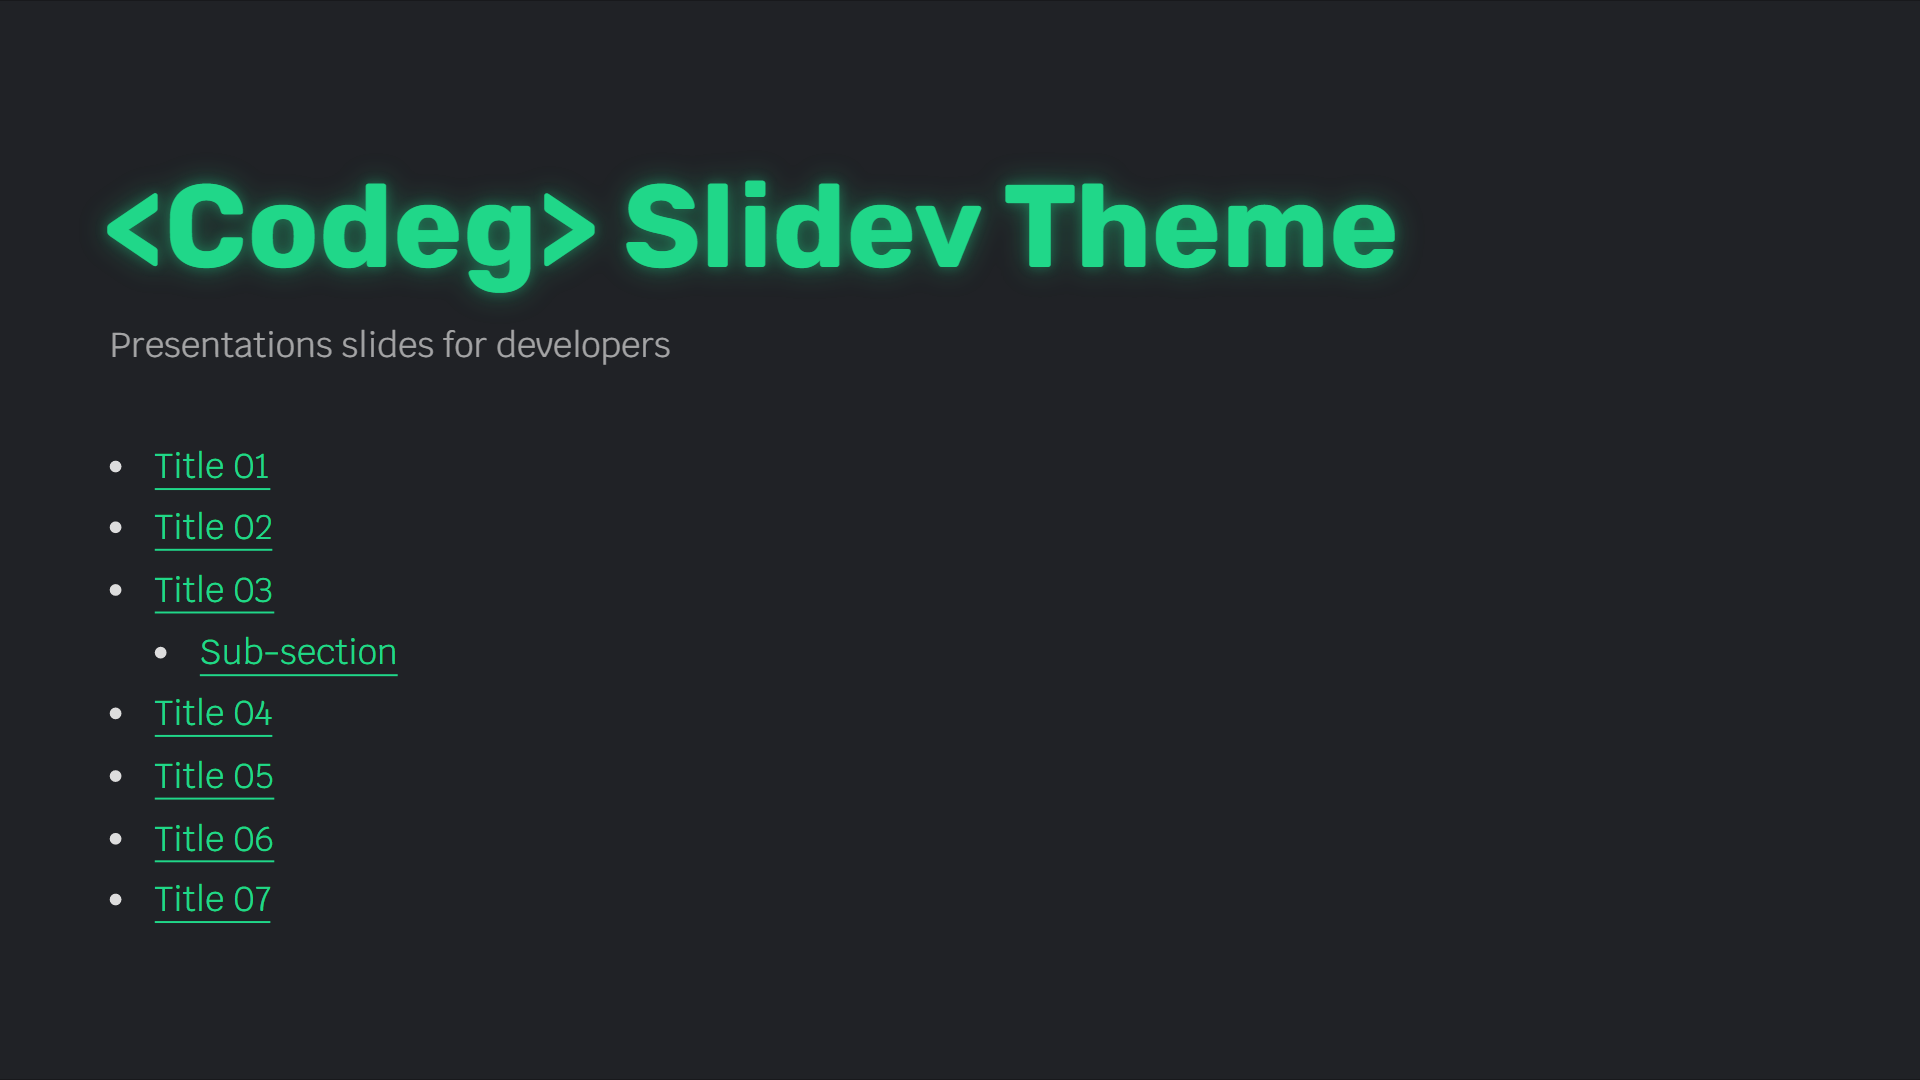 <Codeg> Slidev Theme
Presentations slides for developers
Title 01
Title 02
Title 03
Sub-section
Title 04
Title 05
Title 06
Title 07